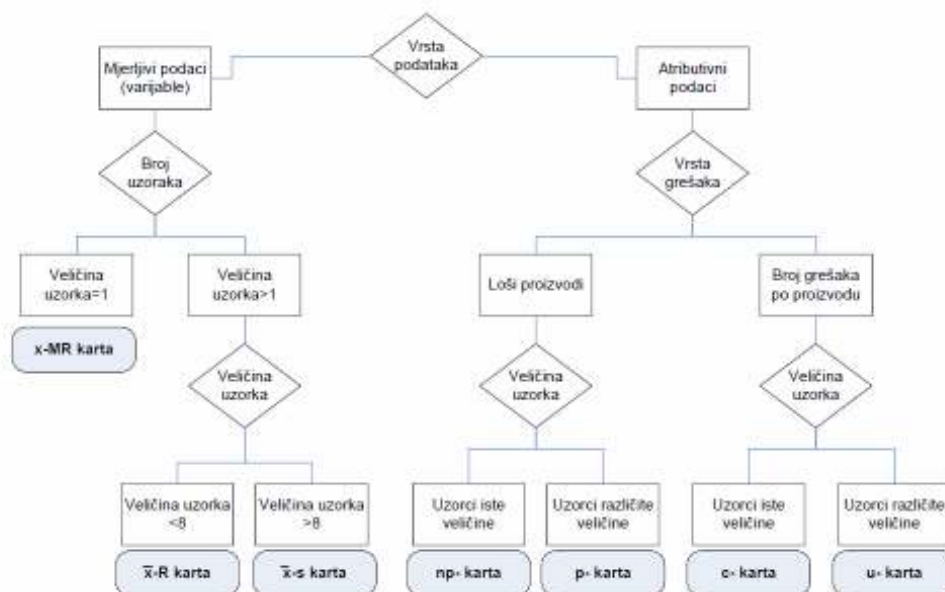 Vrsta
podataka
Mjerljivi podaci
(varijable)
Atributivni
podaci
Broj
uzoraka
Vrsta
grešaka
Veličina
uzorka=1
Veličina
uzorka>1
Loši proizvodi
Broj grešaka
po proizvodu
x-MR karta
Veličina
uzorka
Veličina
uzorka
Veličina
uzorka
Veličina uzorka
<8
Veličina uzorka
>8
Uzorci iste
veličine
Uzorci različite
veličine
Uzorci iste
veličine
Uzorci različite
veličine
x̅-R karta
x̅-s karta
np- karta
p- karta
c- karta
u- karta